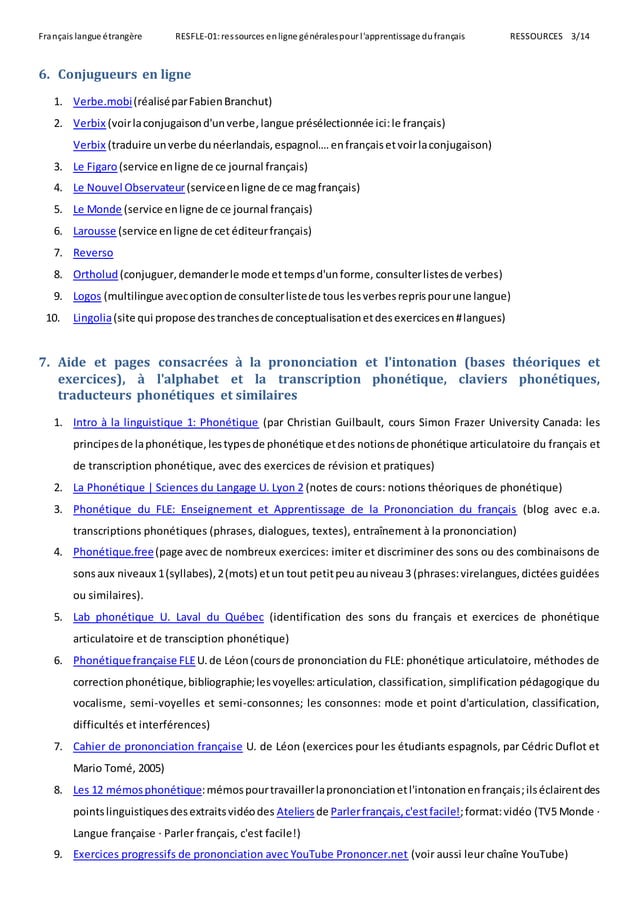 Français langue étrangère RESFLE-01: ressources en ligne générales pour l'apprentissage du français RESSOURCES 3/14
6. Conjugueurs en ligne
1. Verbe.mobi (réalisé par Fabien Branchut)
2. Verbix (voir la conjugaison d'un verbe, langue présélectionnée ici: le français)
Verbix (traduire un verbe du néerlandais, espagnol.... en français et voir la conjugaison)
3. Le Figaro (service en ligne de ce journal français)
4. Le Nouvel Observateur (service en ligne de ce mag français)
5. Le Monde (service en ligne de ce journal français)
6. Larousse (service en ligne de cet éditeur français)
7. Reverso
8. Ortholud (conjuguer, demander le mode et temps d'un forme, consulter listes de verbes)
9. Logos (multilingue avec option de consulter liste de tous les verbes repris pour une langue)
10. Lingolia (site qui propose des tranches de conceptualisation et des exercices en #langues)
7. Aide et pages consacrées à la prononciation et l'intonation (bases théoriques et
exercices), à l'alphabet et la transcription phonétique, claviers phonétiques,
traducteurs phonétiques et similaires
1. Intro à la linguistique 1: Phonétique (par Christian Guilbault, cours Simon Frazer University Canada: les
principes de la phonétique, les types de phonétique et des notions de phonétique articulatoire du français et
de transcription phonétique, avec des exercices de révision et pratiques)
2. La Phonétique | Sciences du Langage U. Lyon 2 (notes de cours: notions théoriques de phonétique)
3. Phonétique du FLE: Enseignement et Apprentissage de la Prononciation du français (blog avec e.a.
transcriptions phonétiques (phrases, dialogues, textes), entraînement à la prononciation)
4. Phonétique.free (page avec de nombreux exercices: imiter et discriminer des sons ou des combinaisons de
sons aux niveaux 1 (syllabes), 2 (mots) et un tout petit peu au niveau 3 (phrases: virelangues, dictées guidées
ou similaires).
5. Lab phonétique U. Laval du Québec (identification des sons du français et exercices de phonétique
articulatoire et de transciption phonétique)
6. Phonétique française FLE U. de Léon (cours de prononciation du FLE: phonétique articulatoire, méthodes de
correction phonétique, bibliographie; les voyelles: articulation, classification, simplification pédagogique du
vocalisme, semi-voyelles et semi-consonnes; les consonnes: mode et point d'articulation, classification,
difficultés et interférences)
7. Cahier de prononciation française U. de Léon (exercices pour les étudiants espagnols, par Cédric Duflot et
Mario Tomé, 2005)
8. Les 12 mémos phonétique: mémos pour travailler la prononciation et l'intonation en français; ils éclairent des
points linguistiques des extraits vidéo des Ateliers de Parler français, c'est facile!; format: vidéo (TV5 Monde ·
Langue française · Parler français, c'est facile!)
9. Exercices progressifs de prononciation avec YouTube Prononcer.net (voir aussi leur chaîne YouTube)